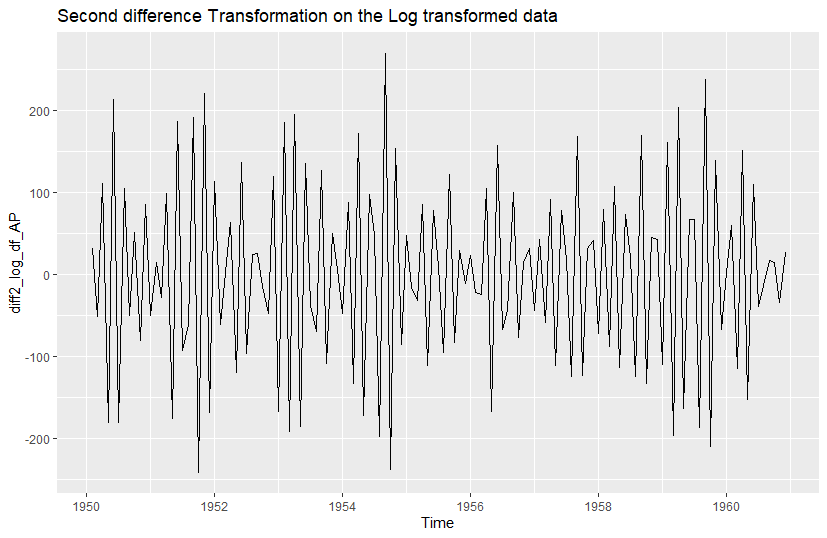 Second difference Transformation on the Log transformed data
diff2_log_df_AP
200
100
0
-100
-200
1950 1952 1954 1956 1958 1960
Time